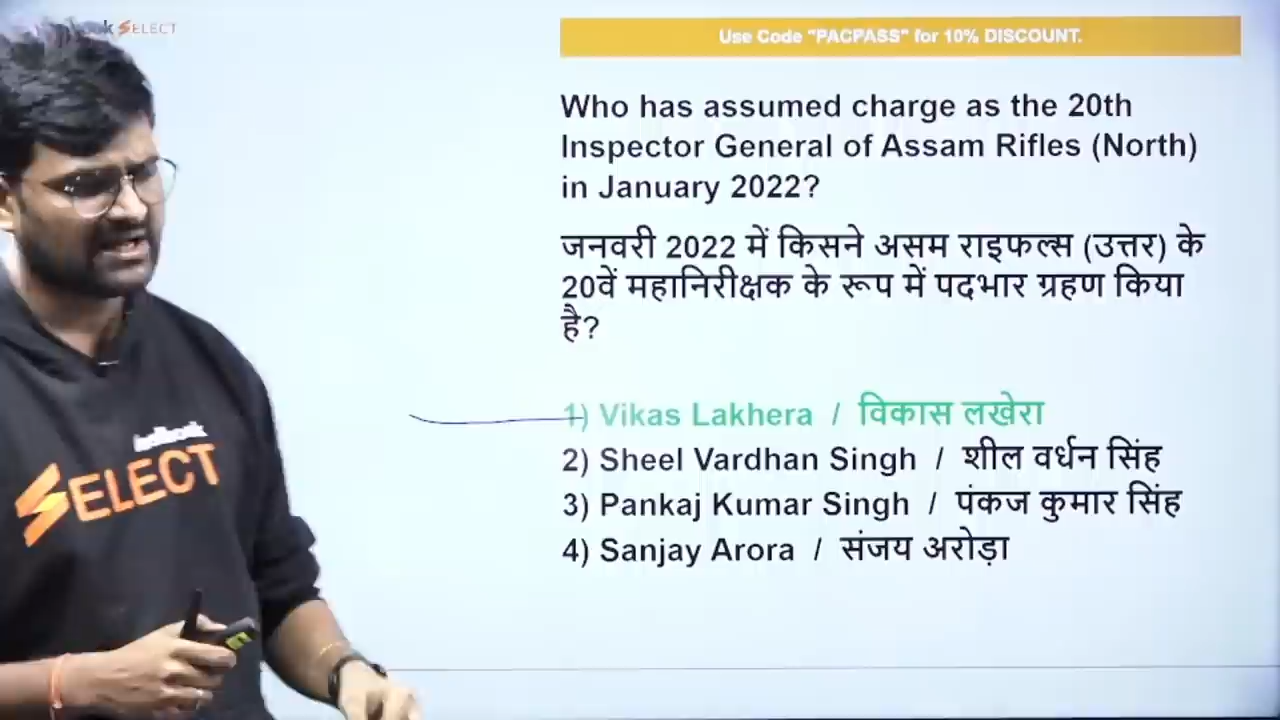 SELECT
Use Code "PACPASS" for 10% DISCOUNT.
Who has assumed charge as the 20th
Inspector General of Assam Rifles (North)
in January 2022?
जनवरी 2022 में किसने असम राइफल्स (उत्तर) के
20वें महानिरीक्षक के रूप में पदभार ग्रहण किया
है?
1) Vikas Lakhera / विकास लखेरा
2) Sheel Vardhan Singh / शील वर्धन सिंह
3) Pankaj Kumar Singh / पंकज कुमार सिंह
4) Sanjay Arora / संजय अरोड़ा
SELECT